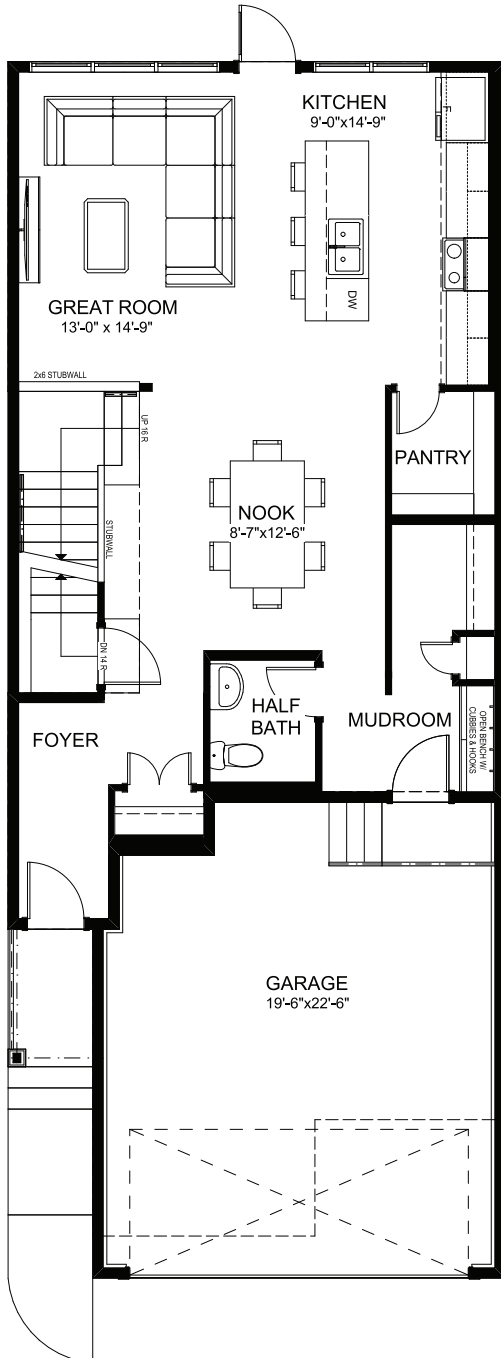 KITCHEN
9'-0"x14'-9"
F
DW
GREAT ROOM
13'-0" x 14'-9"
2x6 STUBWALL
UP 16 R
PANTRY
NOOK
8'-7"x12'-6"
STUBWALL
DN 14 R
HALF
BATH
MUDROOM
OPEN BENCH W/
CUBBIES & HOOKS
FOYER
GARAGE
19'-6"x22'-6"